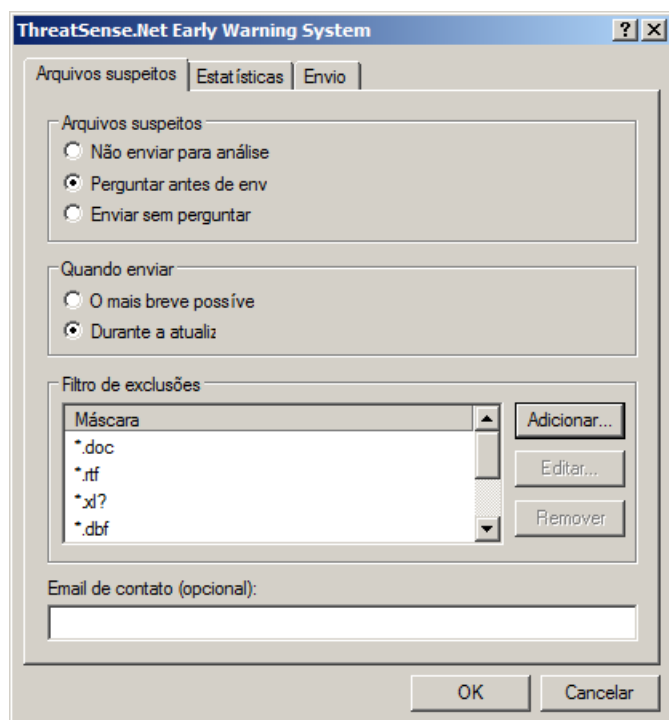 ThreatSense.Net Early Warning System
Arquivos suspeitos Estatísticas Envio
Arquivos suspeitos
Não enviar para análise
Perguntar antes de env
Enviar sem perguntar
Quando enviar
O mais breve possíve
Durante a atualiz
Filtro de exclusões
Máscara
*.doc
*.rtf
*.xl?
*.dbf
Adicionar...
Editar...
Remover
Email de contato (opcional):
OK Cancelar